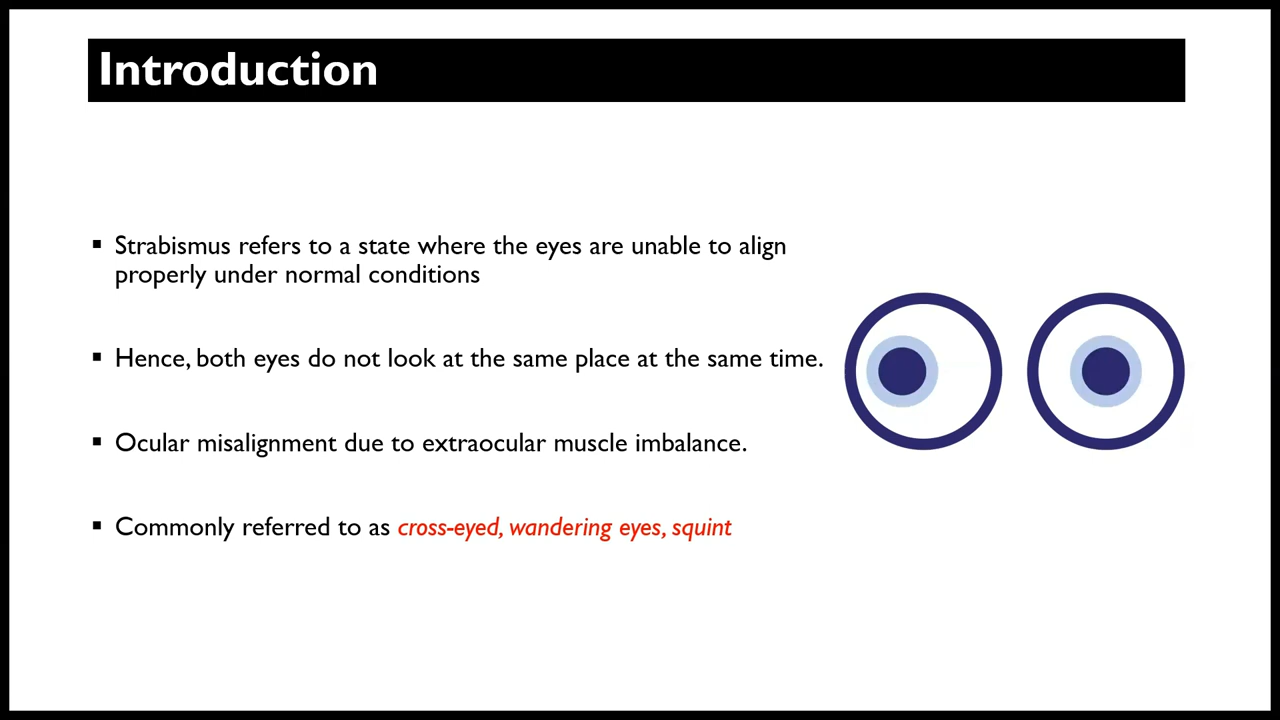 Introduction
▪ Strabismus refers to a state where the eyes are unable to align
properly under normal conditions
▪ Hence, both eyes do not look at the same place at the same time.
▪ Ocular misalignment due to extraocular muscle imbalance.
▪ Commonly referred to as cross-eyed, wandering eyes, squint